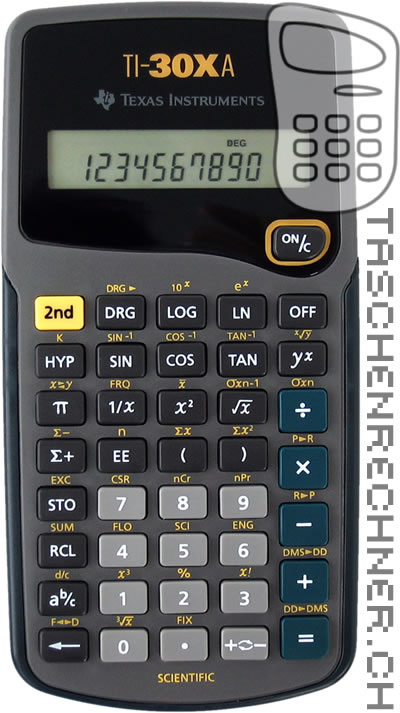 TI-30XA
TEXAS INSTRUMENTS
DEG
1234567890
ON/C
DRG ► 10ˣ eˣ
2nd DRG LOG LN OFF
K SIN⁻¹ COS⁻¹ TAN⁻¹ ˣ√y
HYP SIN COS TAN yˣ
x⇆y FRQ x̄ σxn-1 σxn
π 1/x x² √x ÷
Σ− n Σx Σx² P►R
Σ+ EE ( ) ×
EXC CSR nCr nPr R►P
STO 7 8 9 −
SUM FLO SCI ENG DMS►DD
RCL 4 5 6 +
d/c x³ % x! DD►DMS
ab/c 1 2 3 =
F◄►D ³√x FIX
← 0 . +⇆−
SCIENTIFIC
TASCHENRECHNER.CH